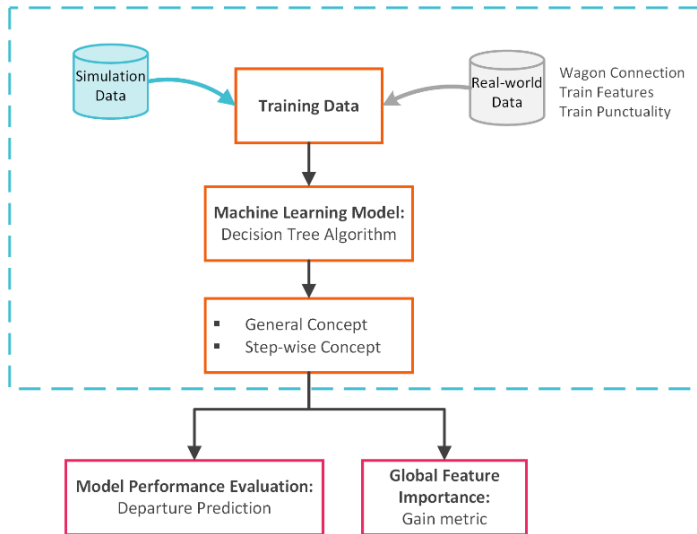 Simulation
Data
Training Data
Real-world
Data
Wagon Connection
Train Features
Train Punctuality
Machine Learning Model:
Decision Tree Algorithm
▪ General Concept
▪ Step-wise Concept
Model Performance Evaluation:
Departure Prediction
Global Feature
Importance:
Gain metric